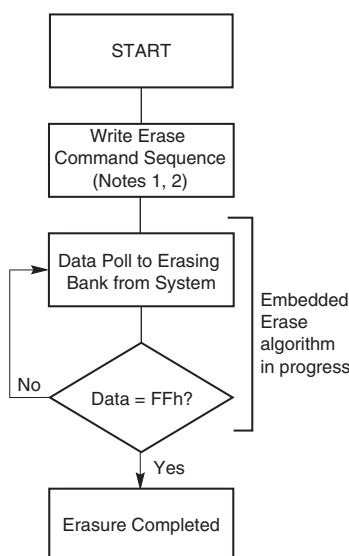 START
Write Erase
Command Sequence
(Notes 1, 2)
Data Poll to Erasing
Bank from System
Embedded
Erase
algorithm
in progress
No
Data = FFh?
Yes
Erasure Completed